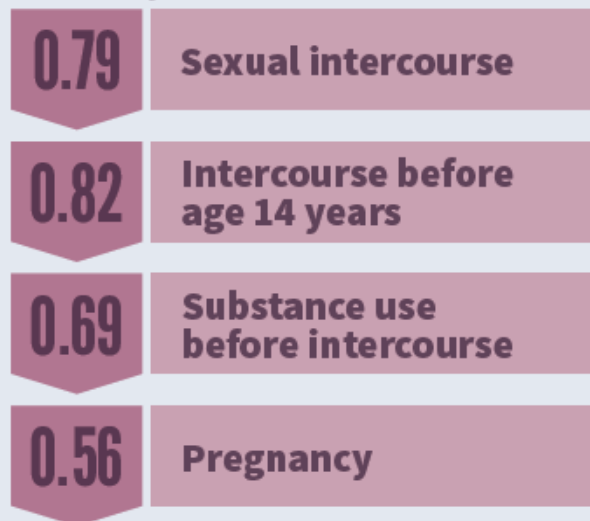 0.79
Sexual intercourse
0.82
Intercourse before
age 14 years
0.69
Substance use
before intercourse
0.56
Pregnancy